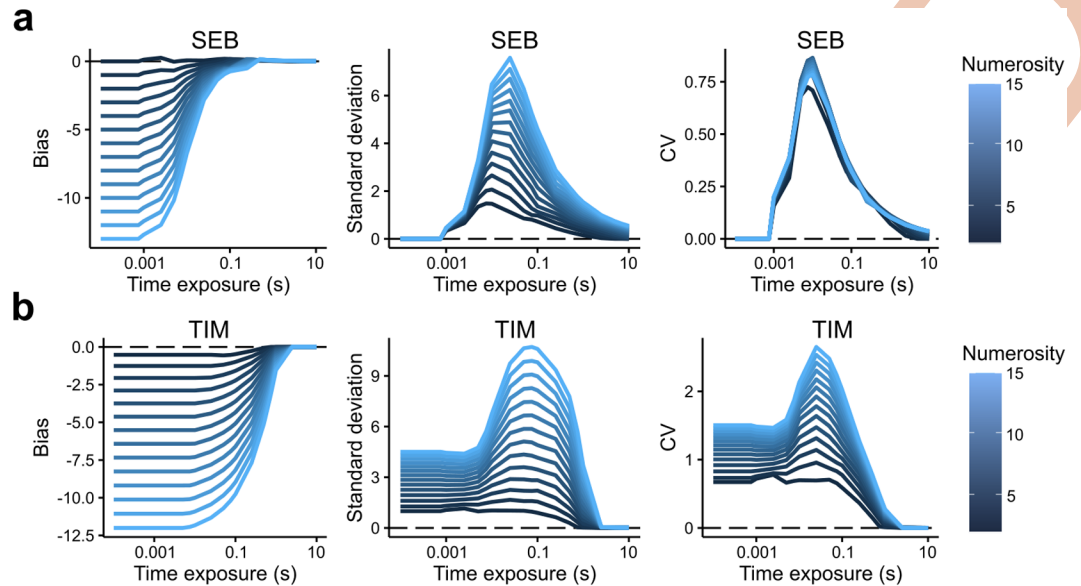 a
SEB
SEB
SEB
Bias
0
-5
-10
0.001 0.1 10
Time exposure (s)
Standard deviation
6
4
2
0
0.001 0.1 10
Time exposure (s)
CV
0.75
0.50
0.25
0.00
0.001 0.1 10
Time exposure (s)
Numerosity
15
10
5
b
TIM
TIM
TIM
Bias
0.0
-2.5
-5.0
-7.5
-10.0
-12.5
0.001 0.1 10
Time exposure (s)
Standard deviation
9
6
3
0
0.001 0.1 10
Time exposure (s)
CV
2
1
0
0.001 0.1 10
Time exposure (s)
Numerosity
15
10
5